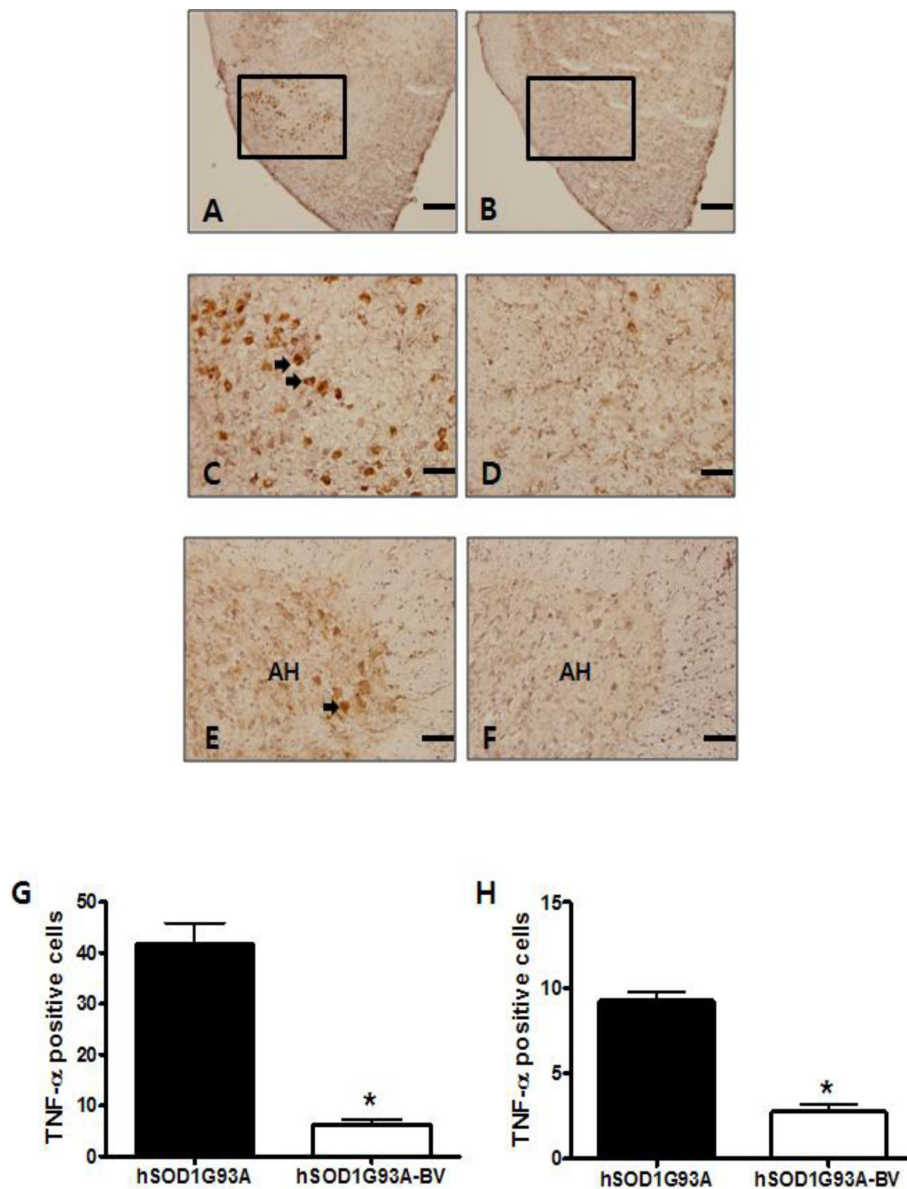 A
B
C
D
AH
E
AH
F
G
TNF-α positive cells
50
40
30
20
10
0
*
hSOD1G93A
hSOD1G93A-BV
H
TNF-α positive cells
15
10
5
0
*
hSOD1G93A
hSOD1G93A-BV